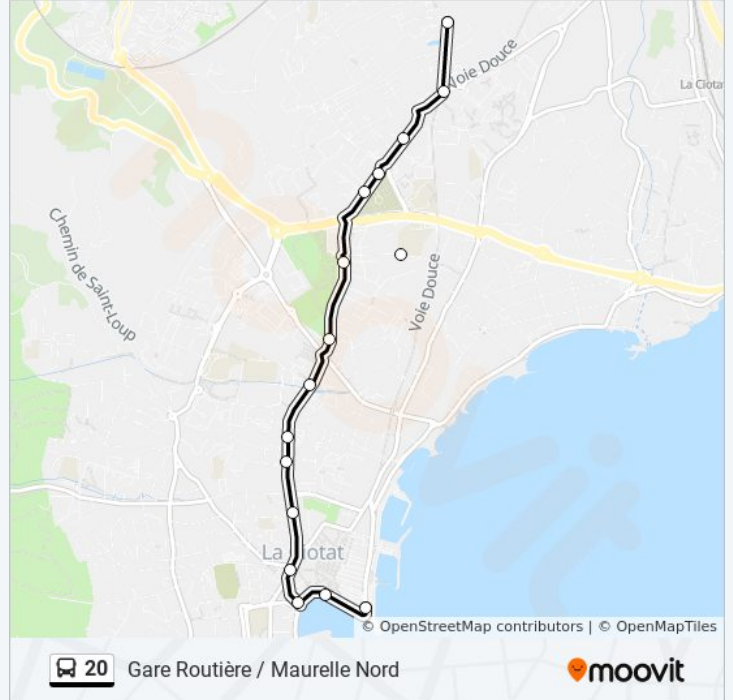 Voie Douce
La Ciota
Chemin de Saint-Loup
Voie Douce
La Ciotat
© OpenStreetMap contributors | © OpenMapTiles
20 Gare Routière / Maurelle Nord
moovit